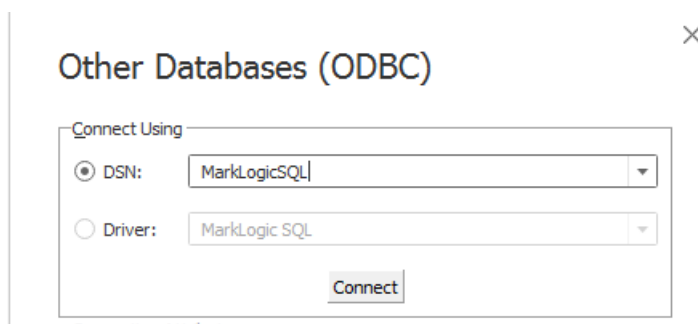 Other Databases (ODBC)
Connect Using
DSN: MarkLogicSQL
Driver: MarkLogic SQL
Connect